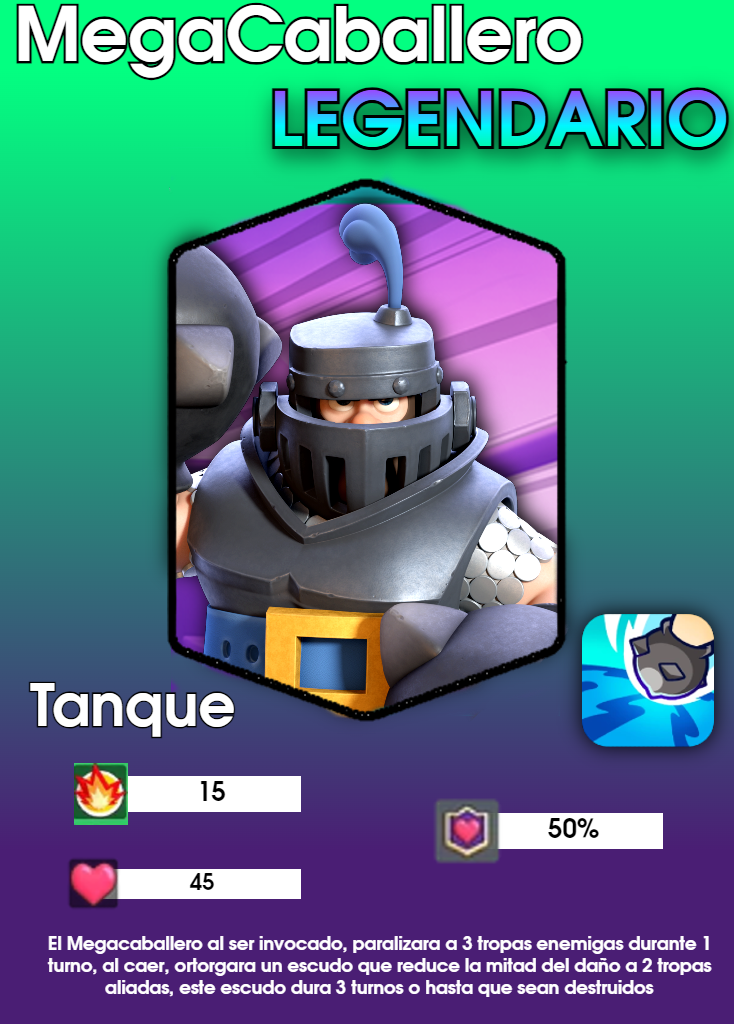 MegaCaballero
LEGENDARIO
Tanque
15
50%
45
El Megacaballero al ser invocado, paralizara a 3 tropas enemigas durante 1
turno, al caer, ortorgara un escudo que reduce la mitad del daño a 2 tropas
aliadas, este escudo dura 3 turnos o hasta que sean destruidos